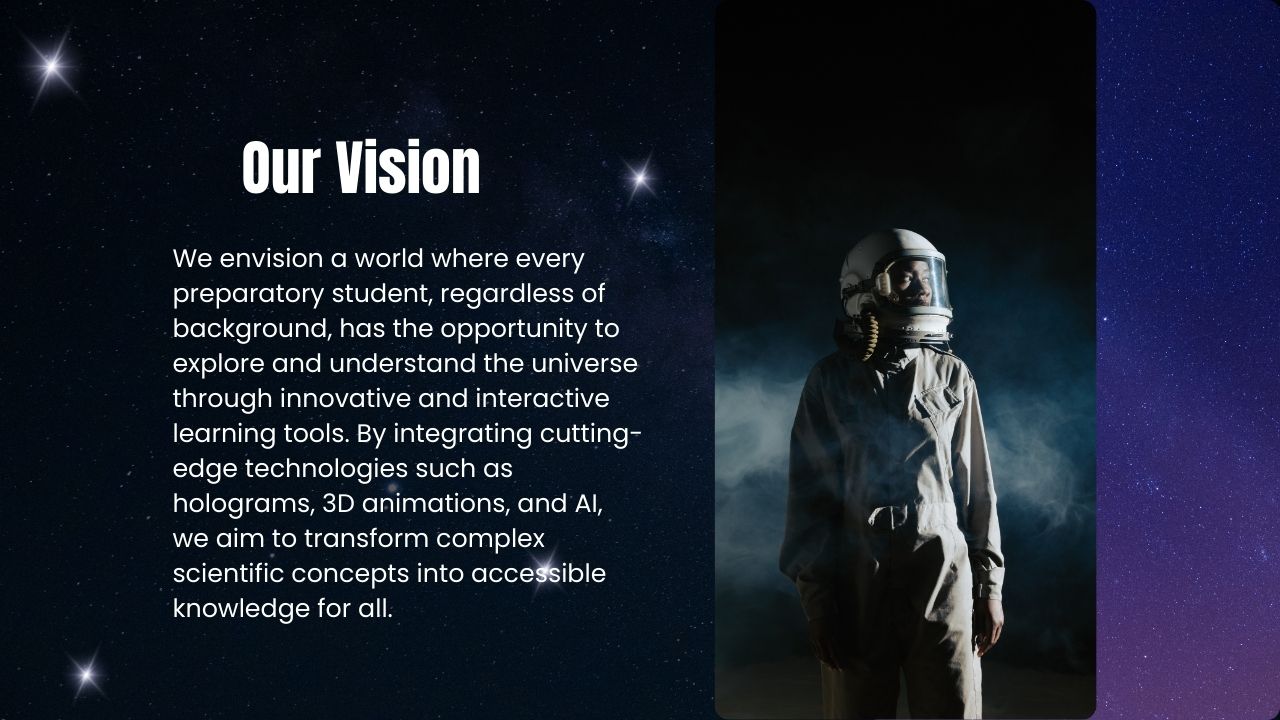 Our Vision
We envision a world where every
preparatory student, regardless of
background, has the opportunity to
explore and understand the universe
through innovative and interactive
learning tools. By integrating cutting-
edge technologies such as
holograms, 3D animations, and AI,
we aim to transform complex
scientific concepts into accessible
knowledge for all.